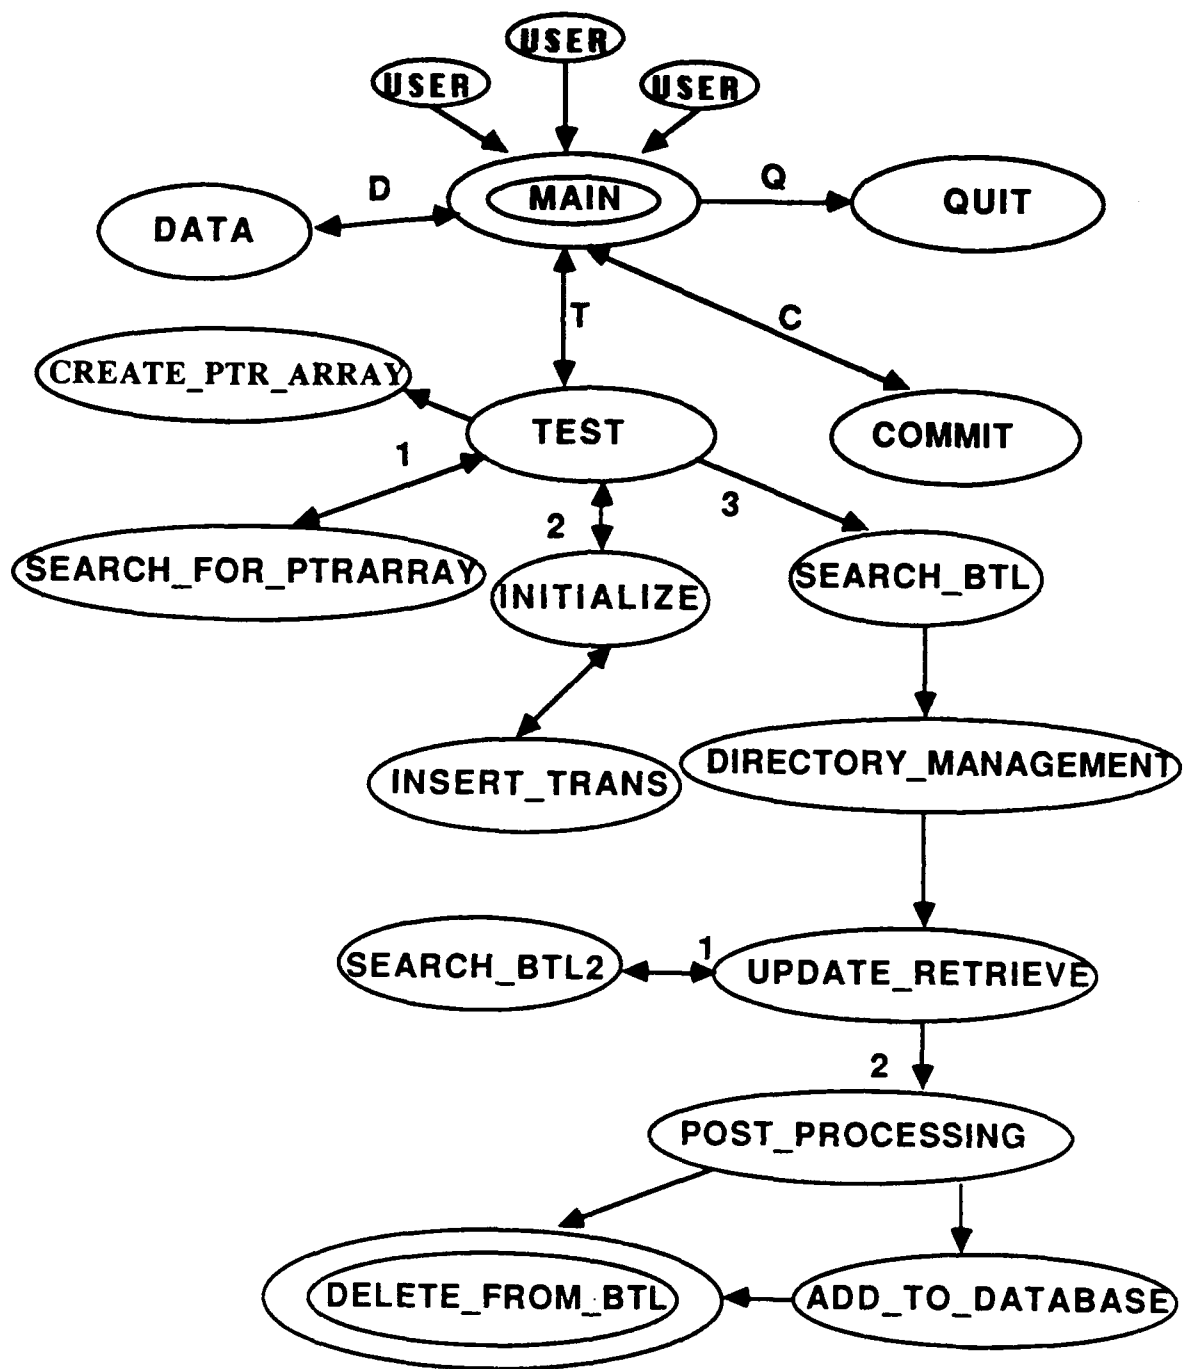 USER
USER
USER
MAIN
Q
QUIT
D
DATA
T
C
CREATE_PTR_ARRAY
TEST
COMMIT
1
2
3
SEARCH_FOR_PTRARRAY
INITIALIZE
SEARCH_BTL
INSERT_TRANS
DIRECTORY_MANAGEMENT
SEARCH_BTL2
1
UPDATE_RETRIEVE
2
POST_PROCESSING
DELETE_FROM_BTL
ADD_TO_DATABASE